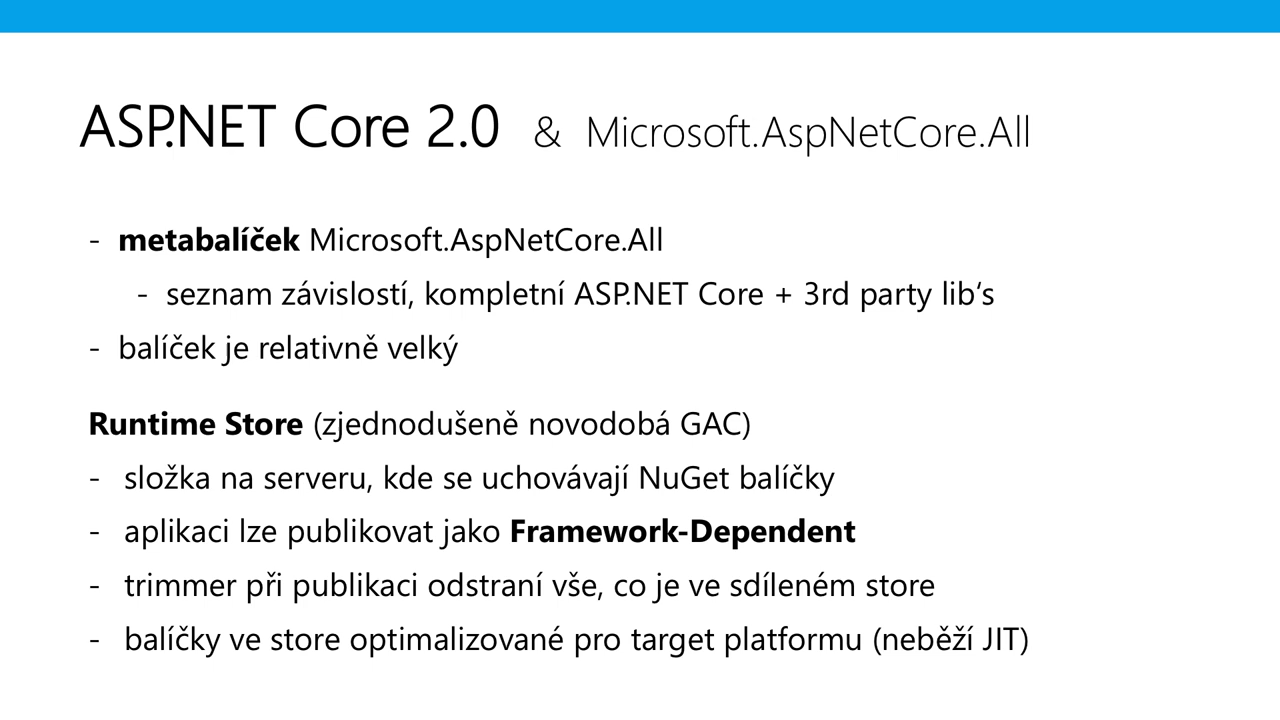 ASP.NET Core 2.0 & Microsoft.AspNetCore.All
- metabalíček Microsoft.AspNetCore.All
- seznam závislostí, kompletní ASP.NET Core + 3rd party lib‘s
- balíček je relativně velký
Runtime Store (zjednodušeně novodobá GAC)
- složka na serveru, kde se uchovávají NuGet balíčky
- aplikaci lze publikovat jako Framework-Dependent
- trimmer při publikaci odstraní vše, co je ve sdíleném store
- balíčky ve store optimalizované pro target platformu (neběží JIT)